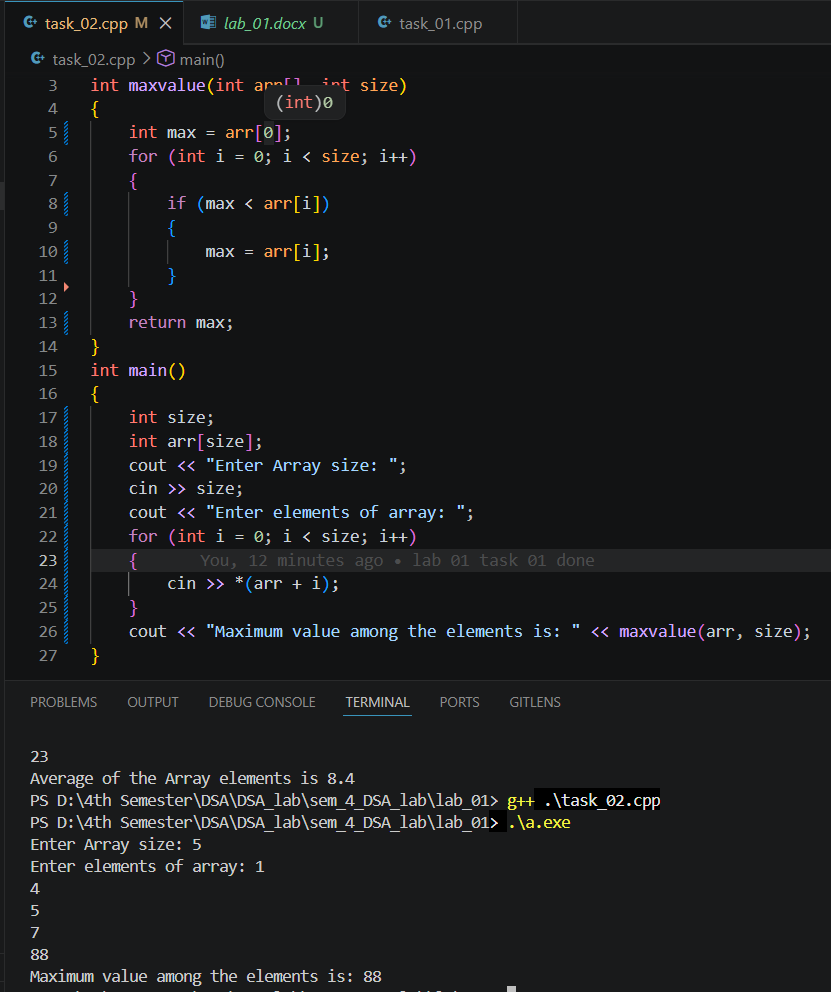 task_02.cpp M
lab_01.docx U
task_01.cpp
task_02.cpp > main()
3 int maxvalue(int arr[], int size)
(int)0
4 {
5 int max = arr[0];
6 for (int i = 0; i < size; i++)
7 {
8 if (max < arr[i])
9 {
10 max = arr[i];
11 }
12 }
13 return max;
14 }
15 int main()
16 {
17 int size;
18 int arr[size];
19 cout << "Enter Array size: ";
20 cin >> size;
21 cout << "Enter elements of array: ";
22 for (int i = 0; i < size; i++)
23 { You, 12 minutes ago • lab 01 task 01 done
24 cin >> *(arr + i);
25 }
26 cout << "Maximum value among the elements is: " << maxvalue(arr, size);
27 }
PROBLEMS OUTPUT DEBUG CONSOLE TERMINAL PORTS GITLENS
23
Average of the Array elements is 8.4
PS D:\4th Semester\DSA\DSA_lab\sem_4_DSA_lab\lab_01> g++ .\task_02.cpp
PS D:\4th Semester\DSA\DSA_lab\sem_4_DSA_lab\lab_01> .\a.exe
Enter Array size: 5
Enter elements of array: 1
4
5
7
88
Maximum value among the elements is: 88